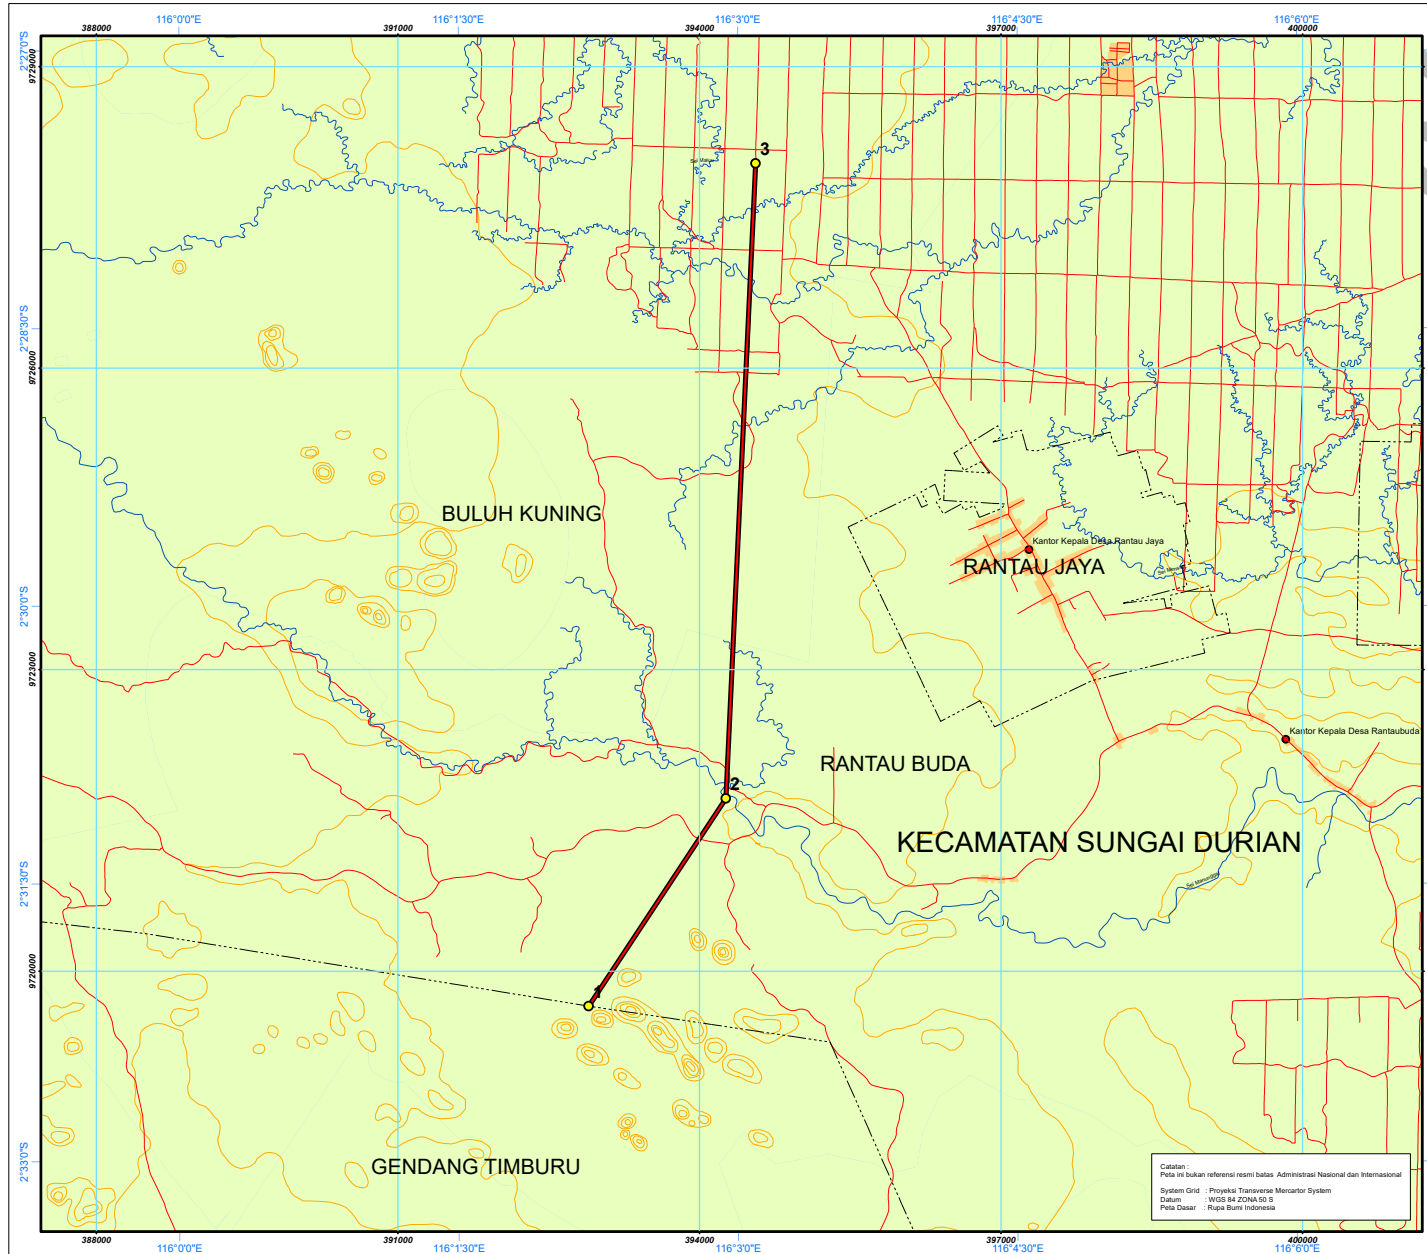 116°0'0"E 116°1'30"E 116°3'0"E 116°4'30"E 116°6'0"E
388000 391000 394000 397000 400000
2°27'0"S
9729000
3
Sei Mator
2°28'30"S
9726000
BULUH KUNING
Kantor Kepala Desa Rantau Jaya
RANTAU JAYA
2°30'0"S
9723000
Kantor Kepala Desa Rantaubuda
RANTAU BUDA
2
KECAMATAN SUNGAI DURIAN
2°31'30"S
9720000
1
GENDANG TIMBURU
2°33'0"S
Catatan :
Peta ini bukan referensi resmi batas Administrasi Nasional dan Internasional
System Grid : Proyeksi Transverse Mercartor System
Datum : WGS 84 ZONA 50 S
Peta Dasar : Rupa Bumi Indonesia
388000 391000 394000 397000 400000
116°0'0"E 116°1'30"E 116°3'0"E 116°4'30"E 116°6'0"E